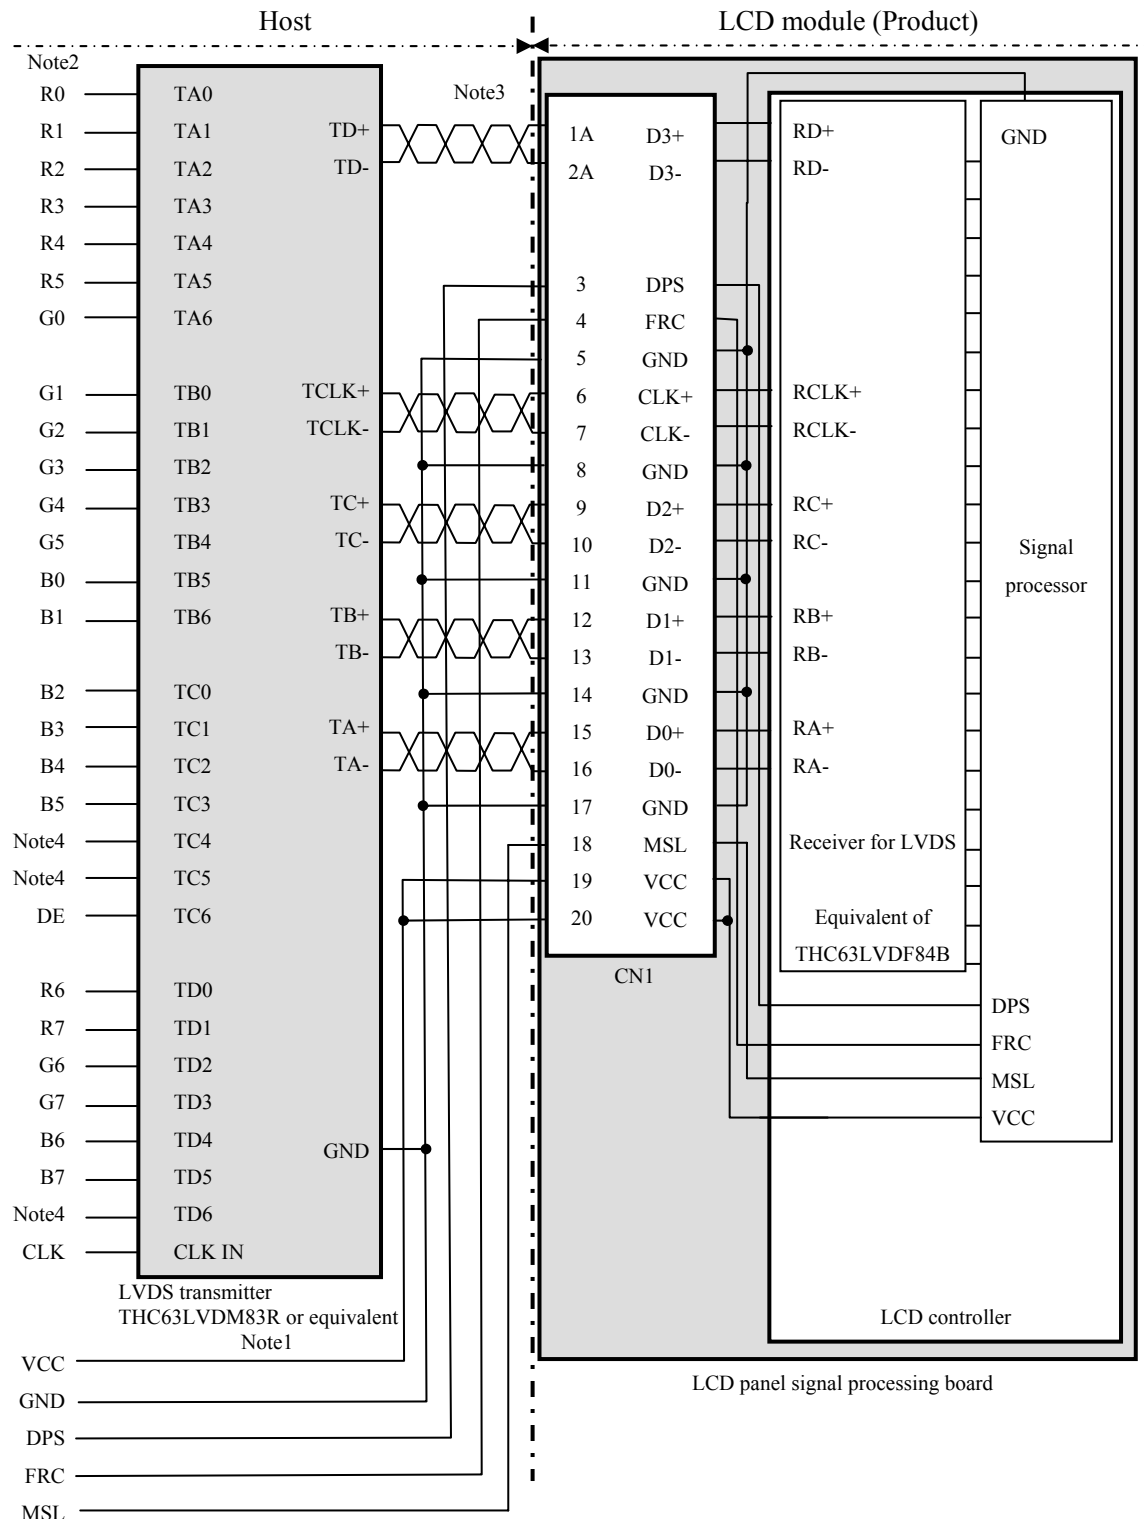 Host
LCD module (Product)
Note2
R0 TA0
R1 TA1
R2 TA2
R3 TA3
R4 TA4
R5 TA5
G0 TA6
G1 TB0
G2 TB1
G3 TB2
G4 TB3
G5 TB4
B0 TB5
B1 TB6
B2 TC0
B3 TC1
B4 TC2
B5 TC3
Note4 TC4
Note4 TC5
DE TC6
R6 TD0
R7 TD1
G6 TD2
G7 TD3
B6 TD4
B7 TD5
Note4 TD6
CLK CLK IN
TD+
TD-
TCLK+
TCLK-
TC+
TC-
TB+
TB-
TA+
TA-
GND
LVDS transmitter
THC63LVDM83R or equivalent
Note1
VCC
GND
DPS
FRC
MSL
Note3
1A D3+
2A D3-
3 DPS
4 FRC
5 GND
6 CLK+
7 CLK-
8 GND
9 D2+
10 D2-
11 GND
12 D1+
13 D1-
14 GND
15 D0+
16 D0-
17 GND
18 MSL
19 VCC
20 VCC
CN1
RD+
RD-
RCLK+
RCLK-
RC+
RC-
RB+
RB-
RA+
RA-
Receiver for LVDS
Equivalent of
THC63LVDF84B
GND
Signal
processor
DPS
FRC
MSL
VCC
LCD controller
LCD panel signal processing board